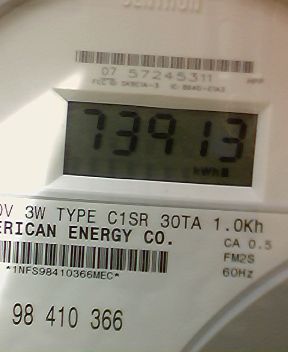 CENTRON
07 57245311
73913
kWh
0V 3W TYPE C1SR 30TA 1.0Kh
ERICAN ENERGY CO.
CA 0.5
FM2S
60Hz
*1NFS98410366MEC*
98 410 366